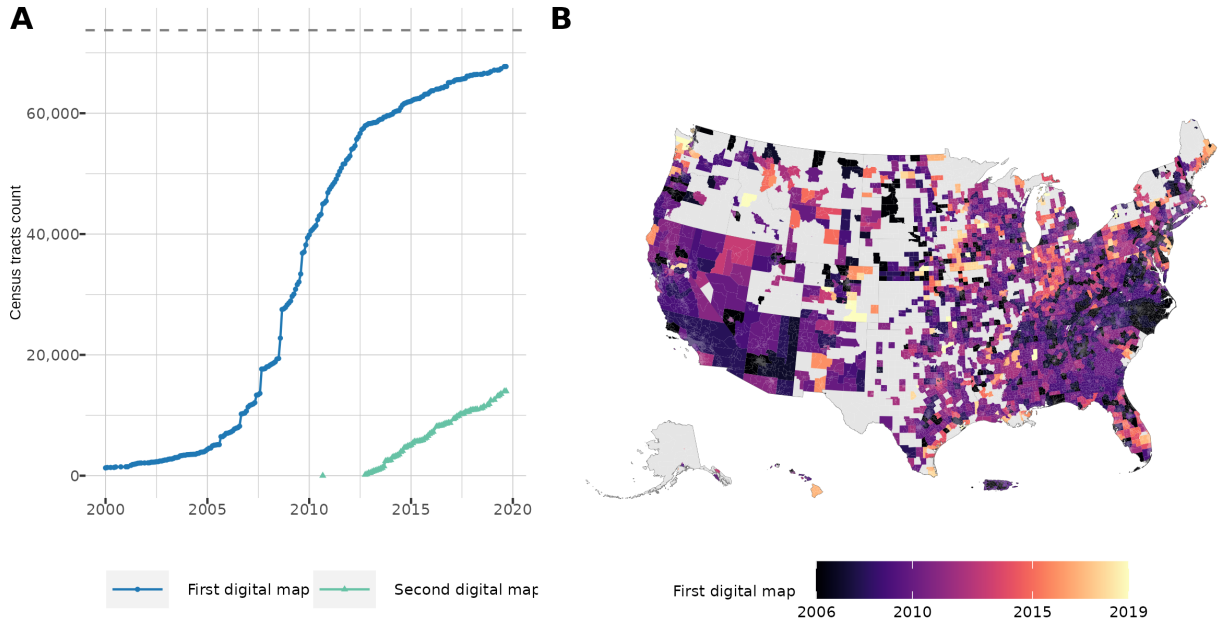 A
B
Census tracts count
60,000
40,000
20,000
0
2000 2005 2010 2015 2020
First digital map
Second digital map
First digital map
2006 2010 2015 2019